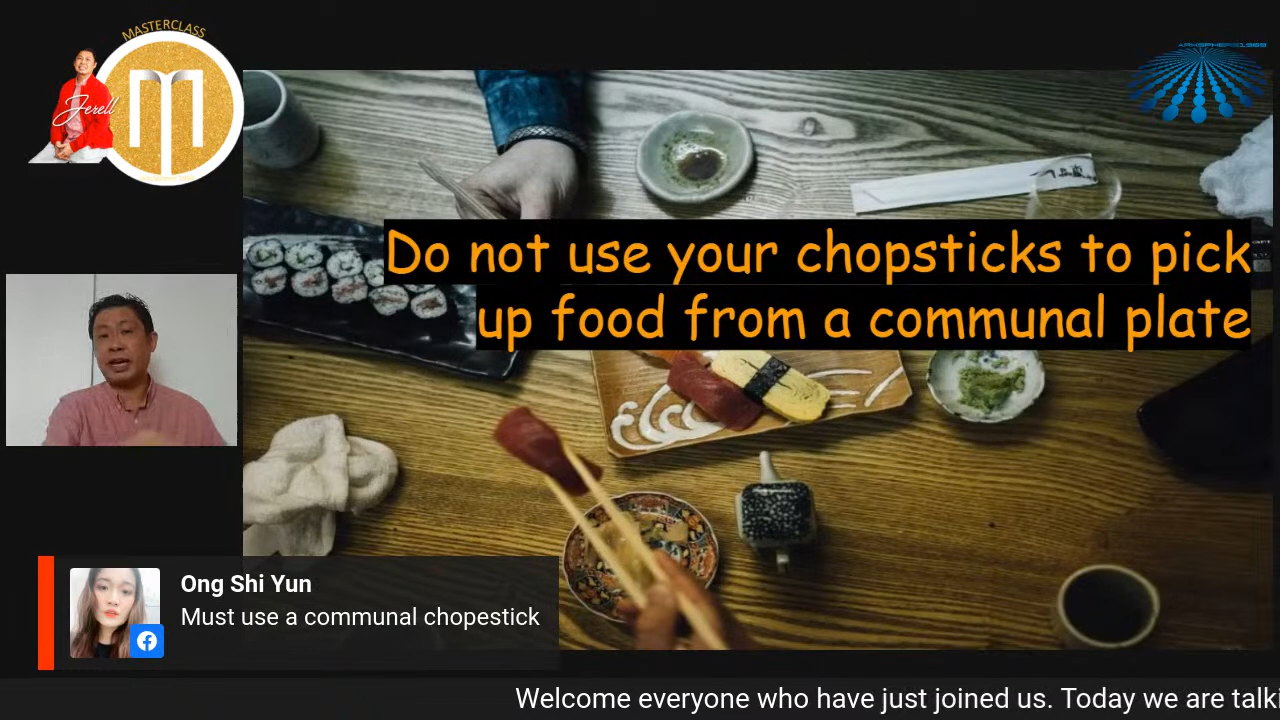 MASTERCLASS
Jerell
M
ARKSPHERE1989
Do not use your chopsticks to pick
up food from a communal plate
Ong Shi Yun
Must use a communal chopestick
Welcome everyone who have just joined us. Today we are talki